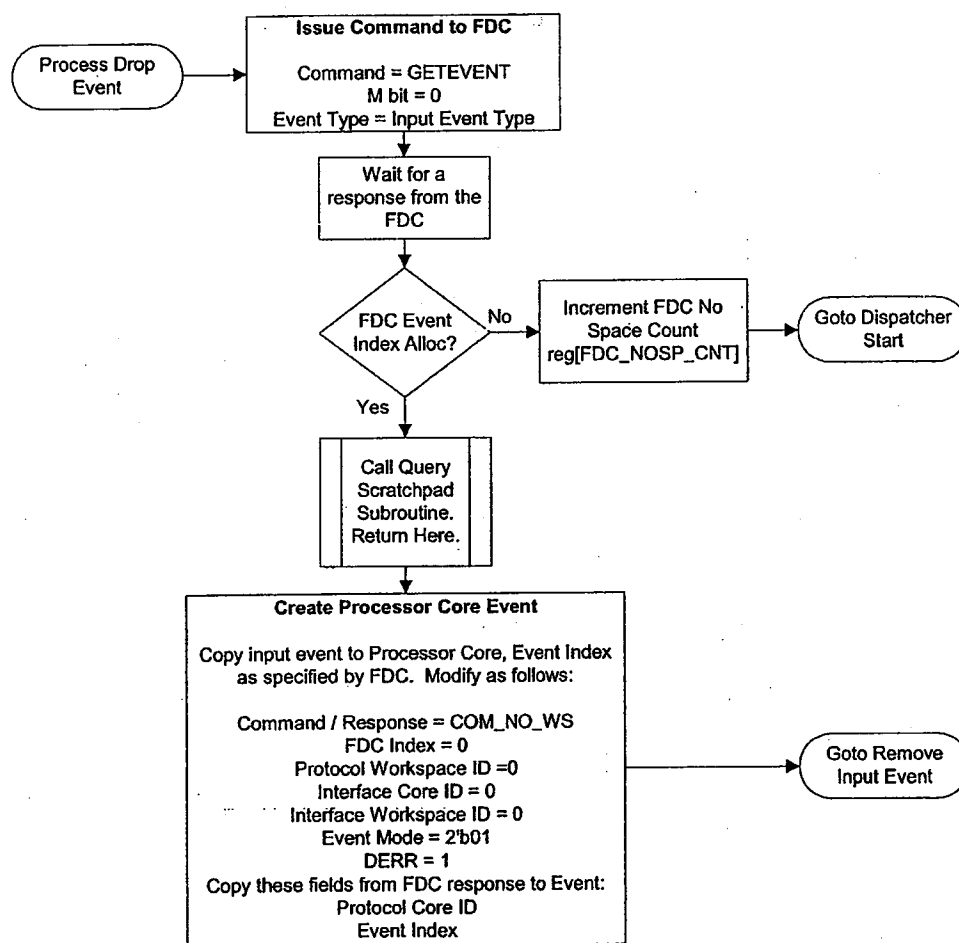 Process Drop
Event
Issue Command to FDC
Command = GETEVENT
M bit = 0
Event Type = Input Event Type
Wait for a
response from the
FDC
FDC Event
Index Alloc?
No
Increment FDC No
Space Count
reg[FDC_NOSP_CNT]
Goto Dispatcher
Start
Yes
Call Query
Scratchpad
Subroutine.
Return Here.
Create Processor Core Event
Copy input event to Processor Core, Event Index
as specified by FDC. Modify as follows:
Command / Response = COM_NO_WS
FDC Index = 0
Protocol Workspace ID =0
Interface Core ID = 0
Interface Workspace ID = 0
Event Mode = 2'b01
DERR = 1
Copy these fields from FDC response to Event:
Protocol Core ID
Event Index
Goto Remove
Input Event